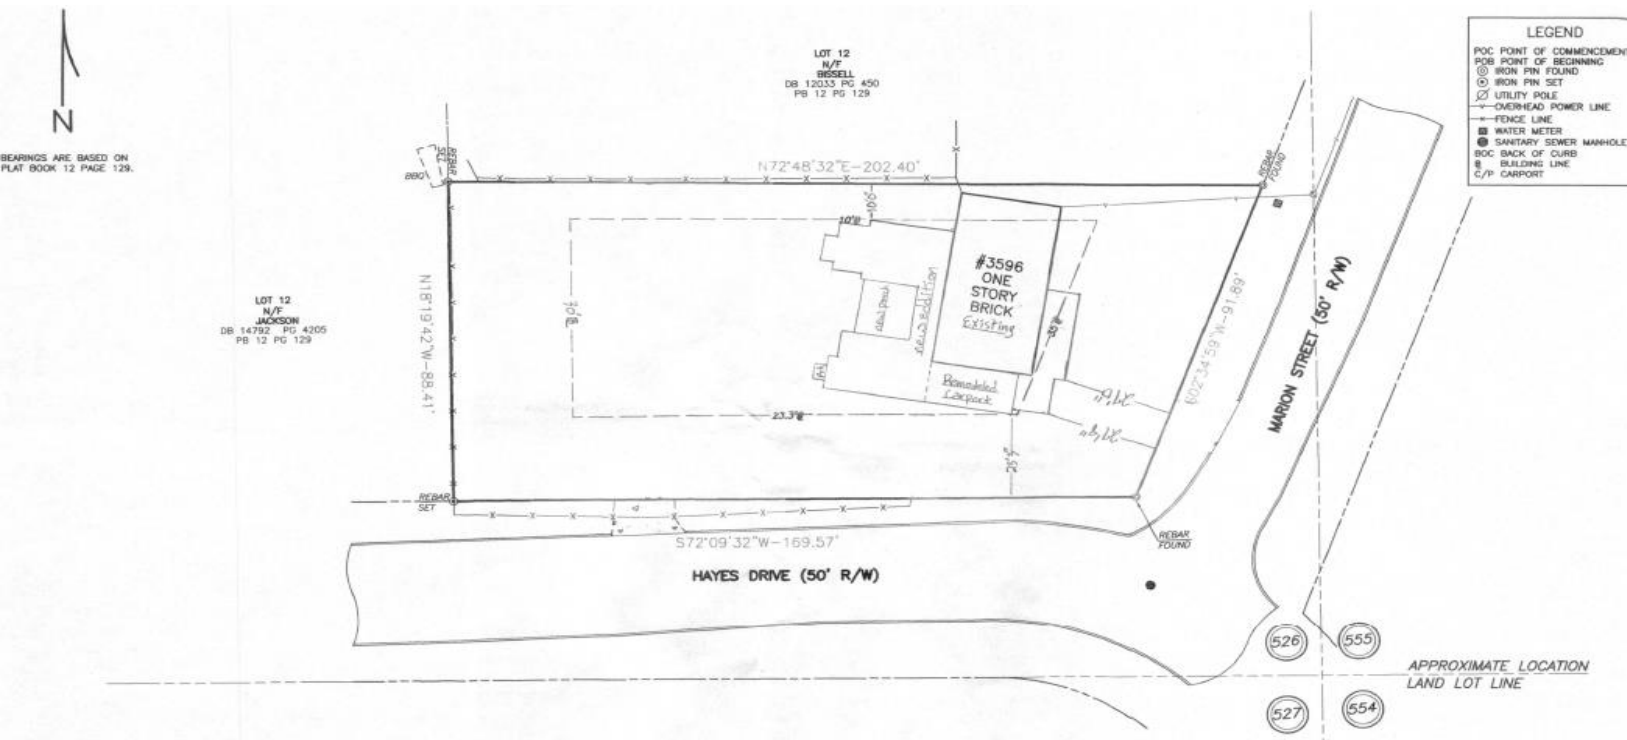 N
BEARINGS ARE BASED ON
PLAT BOOK 12 PAGE 129.
LOT 12
N/F
BISSELL
DB 12033 PG 450
PB 12 PG 129
LEGEND
POC POINT OF COMMENCEMENT
POB POINT OF BEGINNING
IRON PIN FOUND
IRON PIN SET
UTILITY POLE
OVERHEAD POWER LINE
FENCE LINE
WATER METER
SANITARY SEWER MANHOLE
BOC BACK OF CURB
BUILDING LINE
C/P CARPORT
BBQ
REBAR
SET
N72°48'32"E-202.40'
REBAR
FOUND
LOT 12
N/F
JACKSON
DB 14792 PG 4205
PB 12 PG 129
N18°19'42"W-88.41'
#3596
ONE
STORY
BRICK
Existing
New Porch
New Addition
Remodeled
Carport
23.3'
S02°34'59"W-91.89'
MARION STREET (50' R/W)
REBAR
SET
REBAR
FOUND
S72°09'32"W-169.57'
HAYES DRIVE (50' R/W)
526
555
APPROXIMATE LOCATION
LAND LOT LINE
527
554